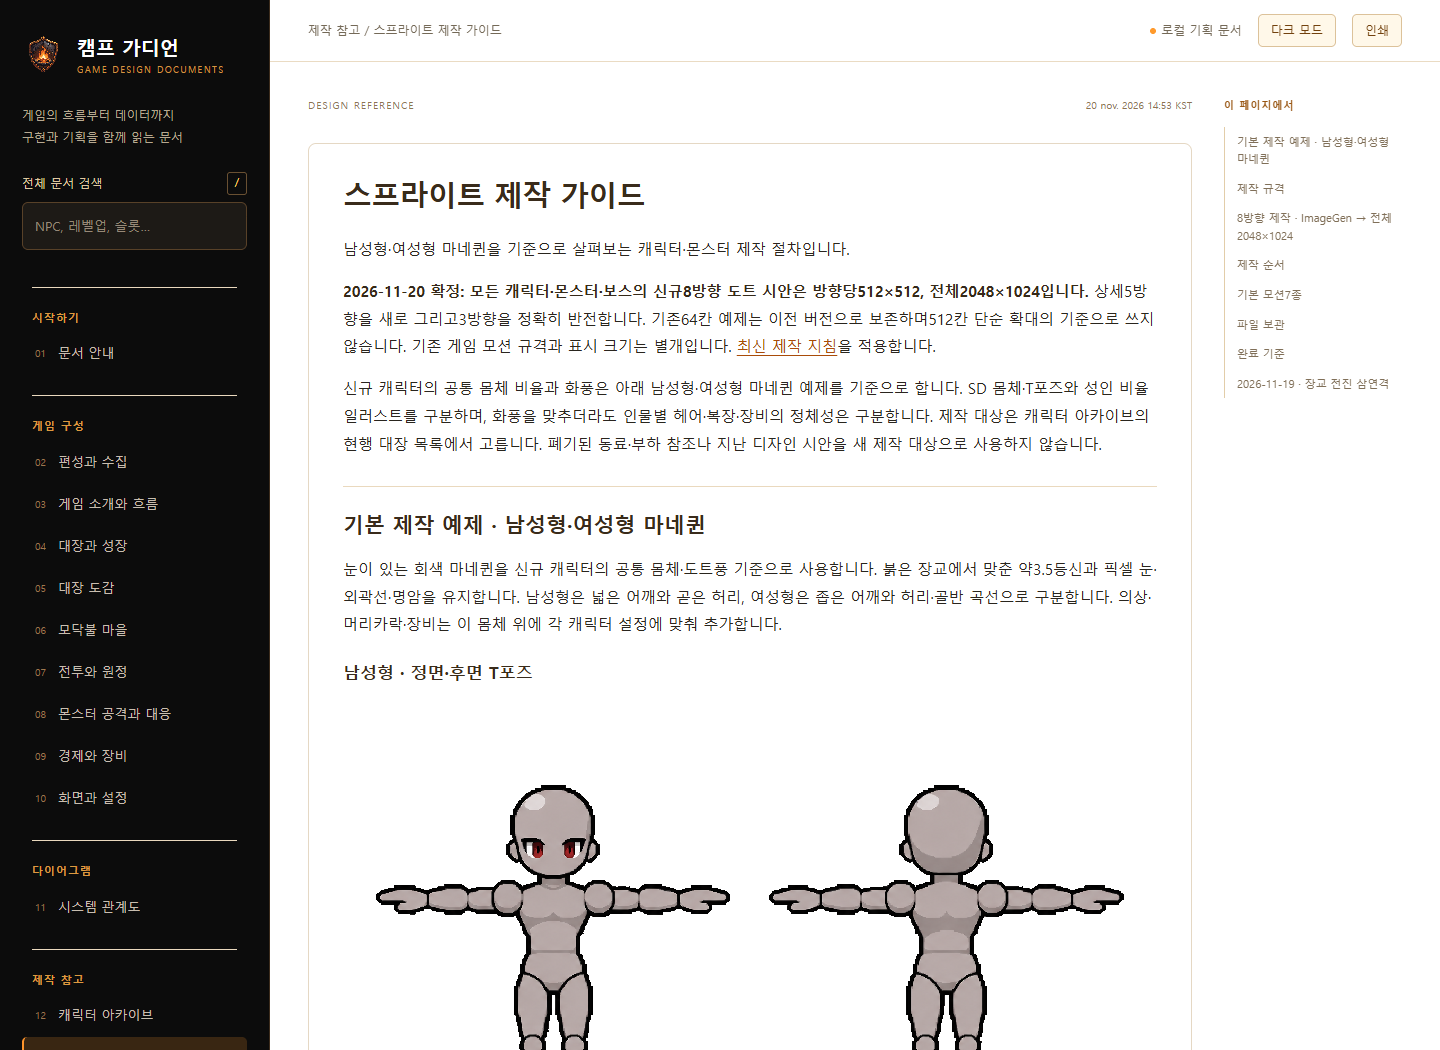 캠프 가디언
GAME DESIGN DOCUMENTS
게임의 흐름부터 데이터까지
구현과 기획을 함께 읽는 문서
전체 문서 검색
/
NPC, 레벨업, 슬롯...
시작하기
01 문서 안내
게임 구성
02 편성과 수집
03 게임 소개와 흐름
04 대장과 성장
05 대장 도감
06 모닥불 마을
07 전투와 원정
08 몬스터 공격과 대응
09 경제와 장비
10 화면과 설정
다이어그램
11 시스템 관계도
제작 참고
12 캐릭터 아카이브
제작 참고 / 스프라이트 제작 가이드
로컬 기획 문서
다크 모드
인쇄
DESIGN REFERENCE
20 nov. 2026 14:53 KST
스프라이트 제작 가이드
남성형·여성형 마네퀸을 기준으로 살펴보는 캐릭터·몬스터 제작 절차입니다.
2026-11-20 확정: 모든 캐릭터·몬스터·보스의 신규8방향 도트 시안은 방향당512×512, 전체2048×1024입니다. 상세5방
향을 새로 그리고3방향을 정확히 반전합니다. 기존64칸 예제는 이전 버전으로 보존하며512칸 단순 확대의 기준으로 쓰지
않습니다. 기존 게임 모션 규격과 표시 크기는 별개입니다. 최신 제작 지침을 적용합니다.
신규 캐릭터의 공통 몸체 비율과 화풍은 아래 남성형·여성형 마네퀸 예제를 기준으로 합니다. SD 몸체·T포즈와 성인 비율
일러스트를 구분하며, 화풍을 맞추더라도 인물별 헤어·복장·장비의 정체성은 구분합니다. 제작 대상은 캐릭터 아카이브의
현행 대장 목록에서 고릅니다. 폐기된 동료·부하 참조나 지난 디자인 시안을 새 제작 대상으로 사용하지 않습니다.
기본 제작 예제 · 남성형·여성형 마네퀸
눈이 있는 회색 마네퀸을 신규 캐릭터의 공통 몸체·도트풍 기준으로 사용합니다. 붉은 장교에서 맞춘 약3.5등신과 픽셀 눈·
외곽선·명암을 유지합니다. 남성형은 넓은 어깨와 곧은 허리, 여성형은 좁은 어깨와 허리·골반 곡선으로 구분합니다. 의상·
머리카락·장비는 이 몸체 위에 각 캐릭터 설정에 맞춰 추가합니다.
남성형 · 정면·후면 T포즈
이 페이지에서
기본 제작 예제 · 남성형·여성형
마네퀸
제작 규격
8방향 제작 · ImageGen → 전체
2048×1024
제작 순서
기본 모션7종
파일 보관
완료 기준
2026-11-19 · 장교 전진 삼연격